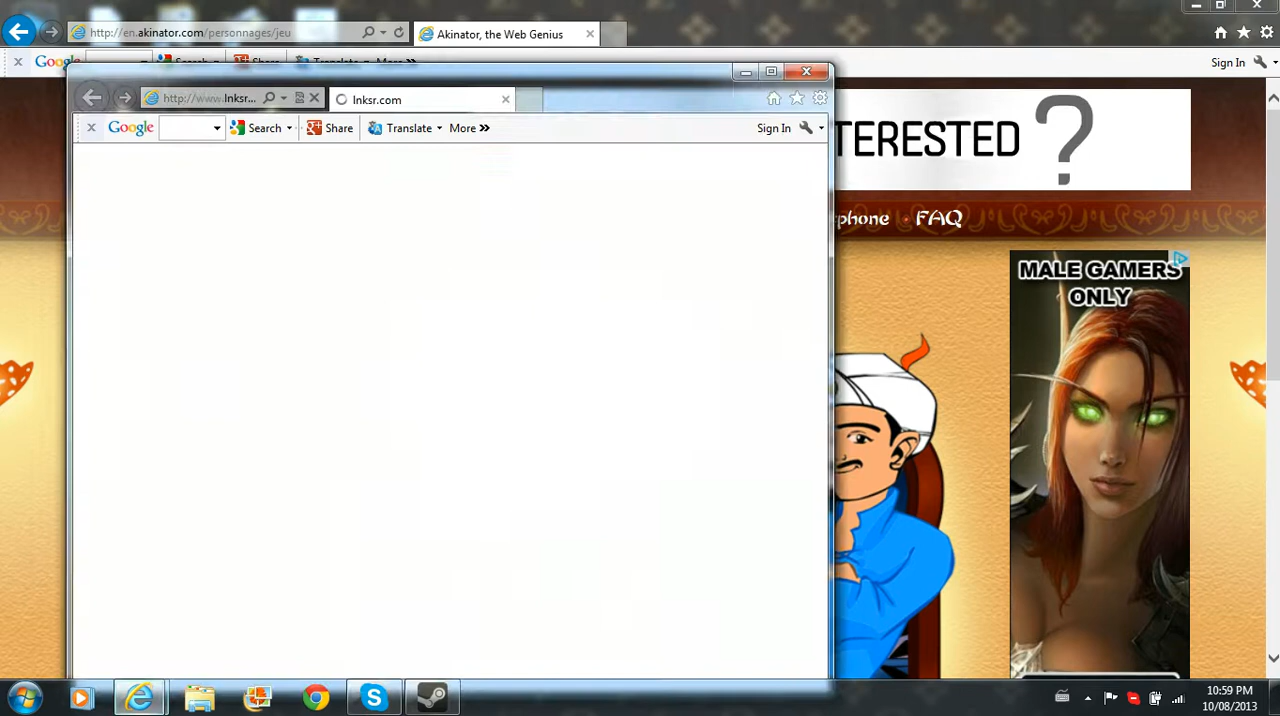 http://en.akinator.com/personnages/jeu
Akinator, the Web Genius
Sign In
http://www.lnksr...
lnksr.com
Google
Search
Share
Translate
More
Sign In
TERESTED?
phone • FAQ
MALE GAMERS
ONLY
10:59 PM
10/08/2013